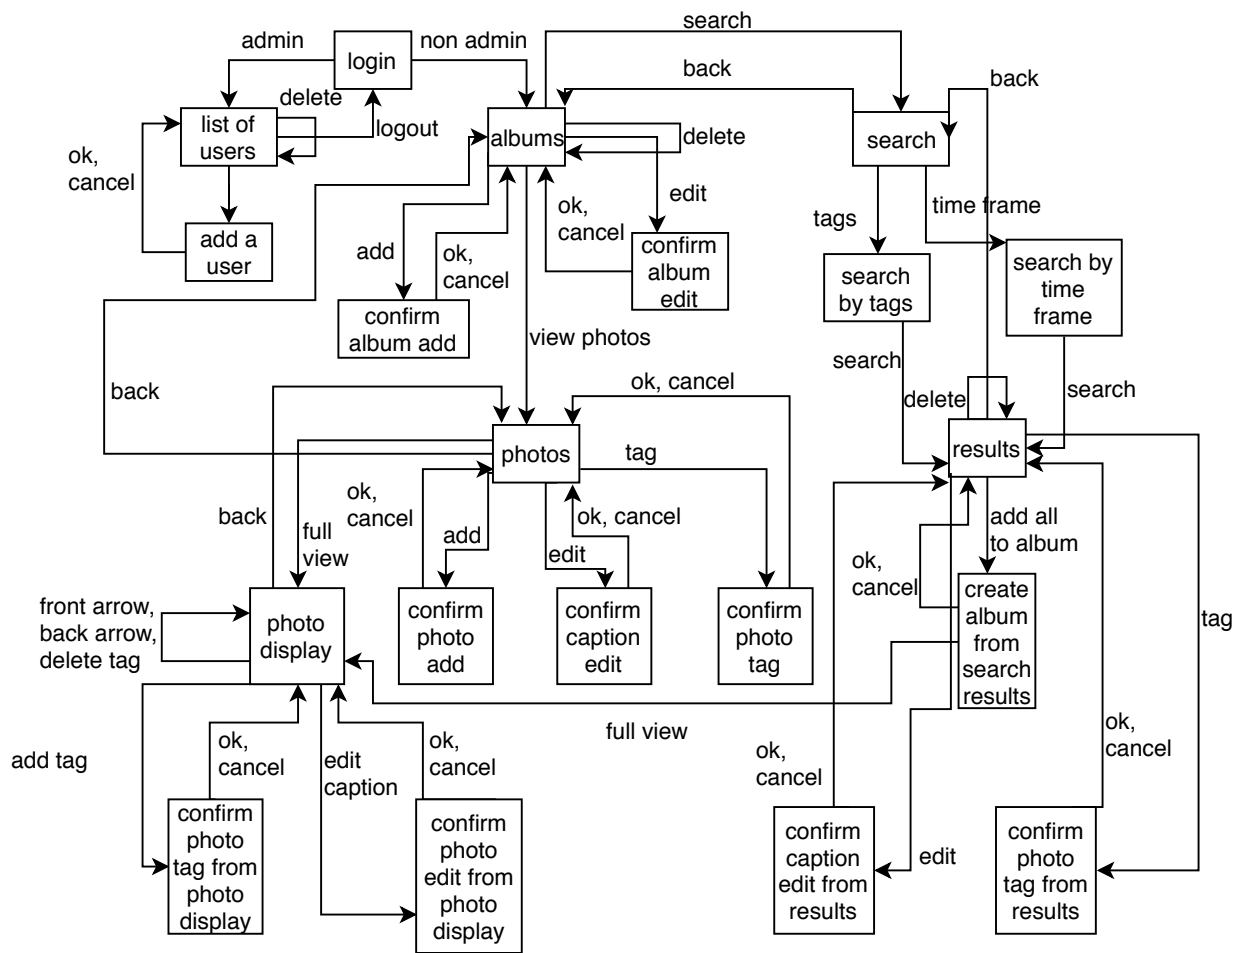 search
admin
login
non admin
back
back
delete
list of
users
logout
albums
delete
search
ok,
cancel
edit
ok,
cancel
tags
time frame
add a
user
add
ok,
cancel
confirm
album
edit
search
by tags
search by
time
frame
confirm
album add
view photos
search
back
ok, cancel
delete
search
photos
tag
results
back
full
view
ok,
cancel
add
ok, cancel
edit
add all
to album
ok,
cancel
front arrow,
back arrow,
delete tag
photo
display
confirm
photo
add
confirm
caption
edit
confirm
photo
tag
create
album
from
search
results
tag
full view
add tag
ok,
cancel
edit
caption
ok,
cancel
ok,
cancel
ok,
cancel
confirm
photo
tag from
photo
display
confirm
photo
edit from
photo
display
confirm
caption
edit from
results
edit
confirm
photo
tag from
results